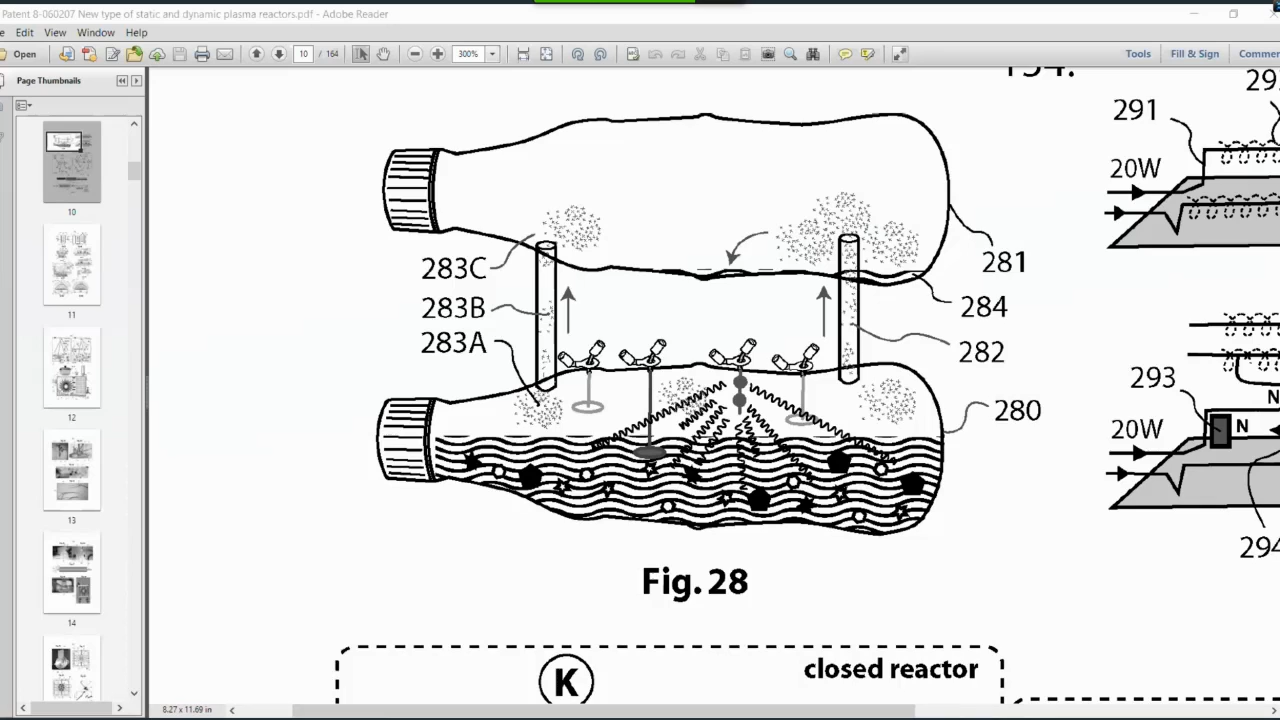 Patent 8-060207 New type of static and dynamic plasma reactors.pdf - Adobe Reader
Edit View Window Help
Open
10 / 164
300%
Tools
Fill & Sign
Page Thumbnails
10
11
12
13
14
8.27 x 11.69 in
283C
283B
283A
281
284
282
280
Fig. 28
K
closed reactor
291
20W
293
N
20W
294